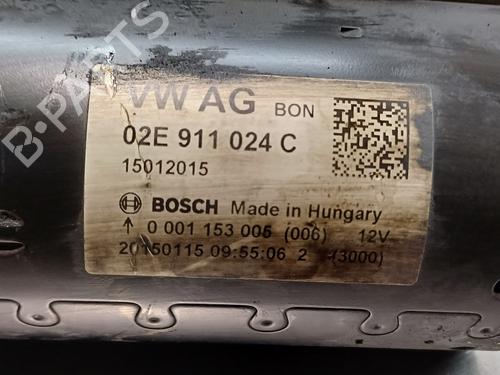 B-PARTS
VW AG BON
02E 911 024 C
15012015
BOSCH Made in Hungary
↑ 0 001 153 005 (006) 12V
20150115 09:55:06 2 (3000)